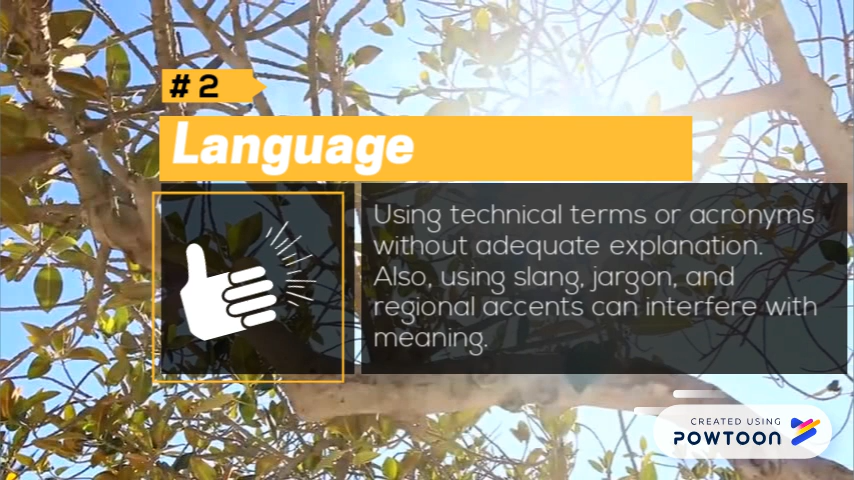 # 2
Language
Using technical terms or acronyms
without adequate explanation.
Also, using slang, jargon, and
regional accents can interfere with
meaning.
CREATED USING
POWTOON